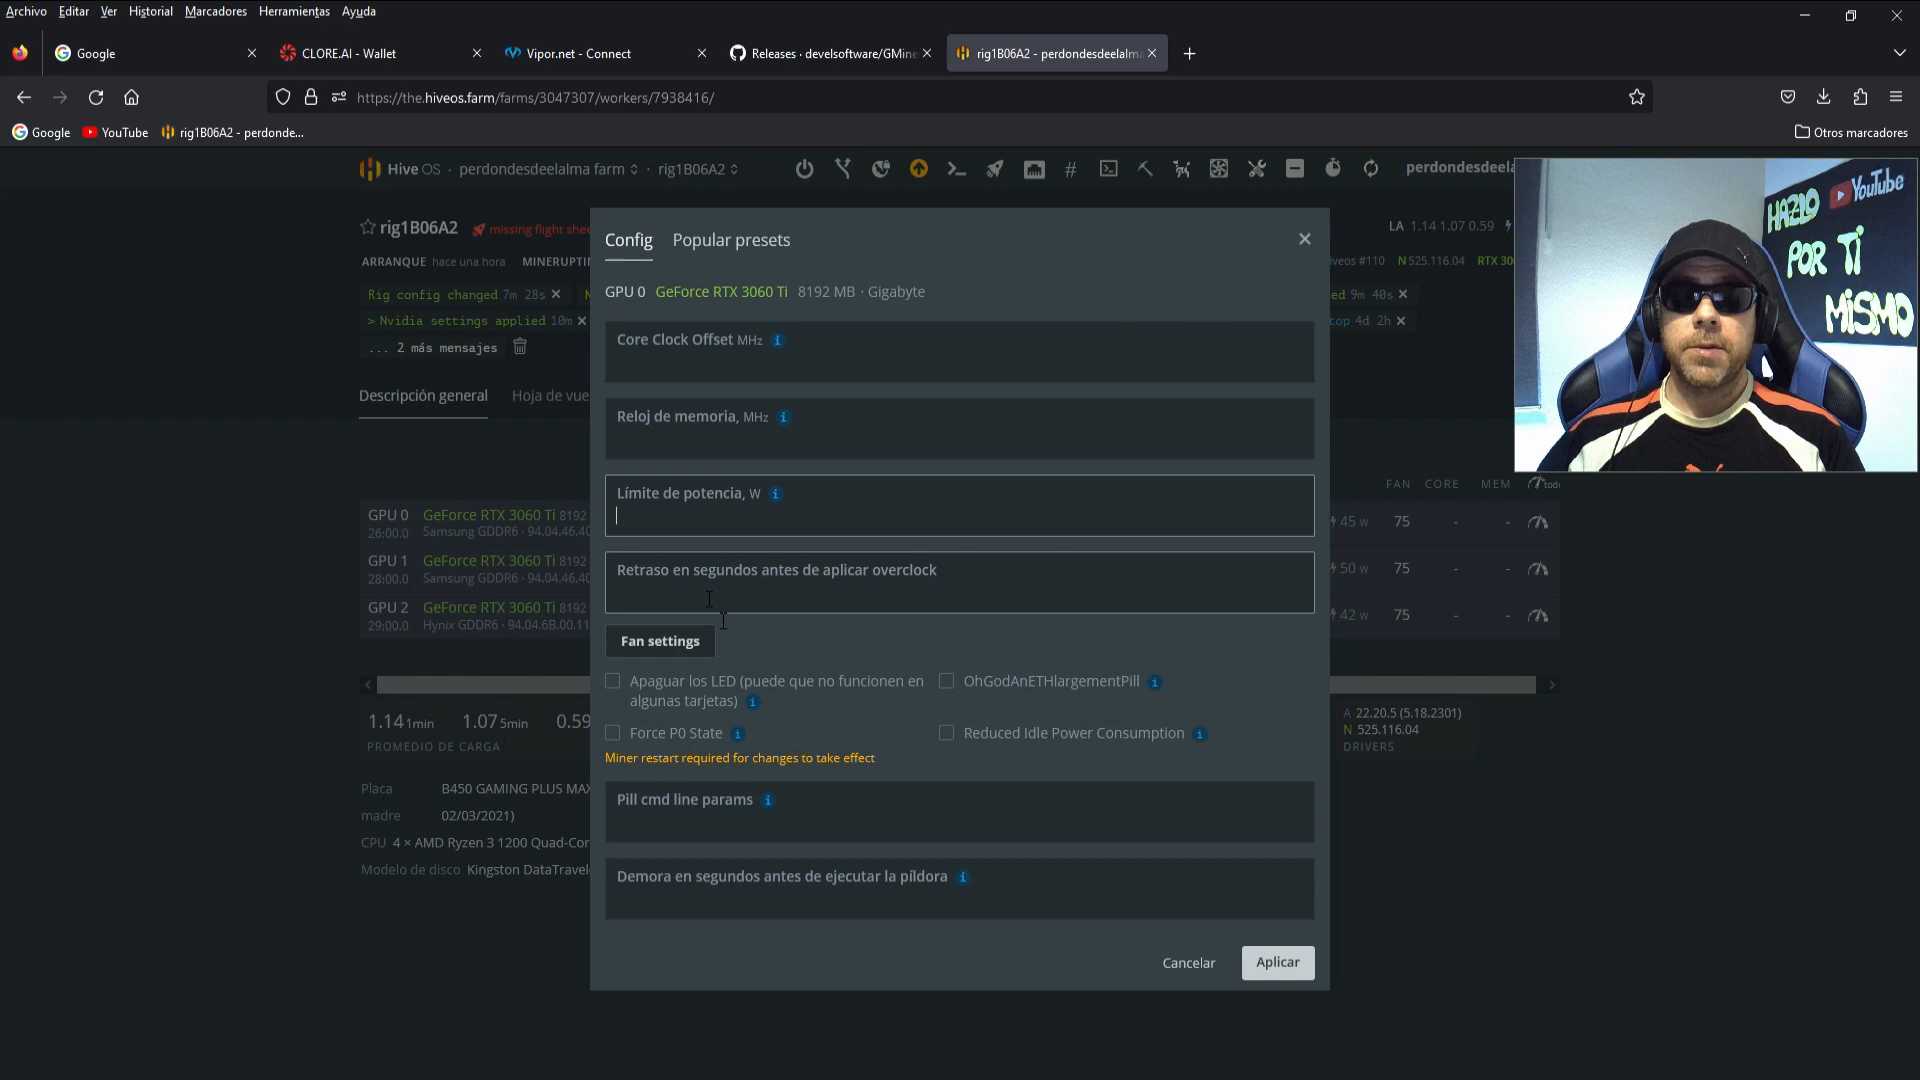 Archivo Editar Ver Historial Marcadores Herramientas Ayuda
Google
CLORE.AI - Wallet
Vipor.net - Connect
Releases · develsoftware/GMine
rig1B06A2 - perdondesdeelalma
https://the.hiveos.farm/farms/3047307/workers/7938416/
Google YouTube rig1B06A2 - perdonde...
Otros marcadores
Hive OS · perdondesdeelalma farm · rig1B06A2
perdondesdeela
rig1B06A2 missing flight shee
LA 1.14 1.07 0.59
ARRANQUE hace una hora MINERUPTIM
iveos #110 N 525.116.04 RTX 30
Rig config changed 7m 28s
ed 9m 40s
> Nvidia settings applied 10m
top 4d 2h
... 2 más mensajes
Descripción general Hoja de vue
Config Popular presets
GPU 0 GeForce RTX 3060 Ti 8192 MB · Gigabyte
Core Clock Offset MHz
Reloj de memoria, MHz
Límite de potencia, W
Retraso en segundos antes de aplicar overclock
Fan settings
Apaguar los LED (puede que no funcionen en algunas tarjetas)
OhGodAnETHlargementPill
Force P0 State
Reduced Idle Power Consumption
Miner restart required for changes to take effect
Pill cmd line params
Demora en segundos antes de ejecutar la píldora
Cancelar Aplicar
FAN CORE MEM tod
GPU 0 GeForce RTX 3060 Ti 8192
26:00.0 Samsung GDDR6 · 94.04.46.40
45 W 75 - -
GPU 1 GeForce RTX 3060 Ti 8192
28:00.0 Samsung GDDR6 · 94.04.46.40
50 W 75 - -
GPU 2 GeForce RTX 3060 Ti 8192
29:00.0 Hynix GDDR6 · 94.04.6B.00.11
42 W 75 - -
1.14 1min 1.07 5min 0.59
PROMEDIO DE CARGA
A 22.20.5 (5.18.2301)
N 525.116.04
DRIVERS
Placa madre B450 GAMING PLUS MAX
02/03/2021)
CPU 4 × AMD Ryzen 3 1200 Quad-Cor
Modelo de disco Kingston DataTravel
HAZLO
YouTube
POR TÍ
MiSMO